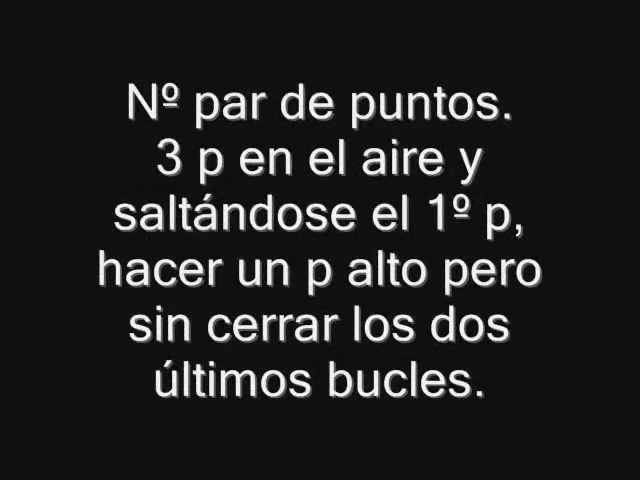 Nº par de puntos.
3 p en el aire y
saltándose el 1º p,
hacer un p alto pero
sin cerrar los dos
últimos bucles.